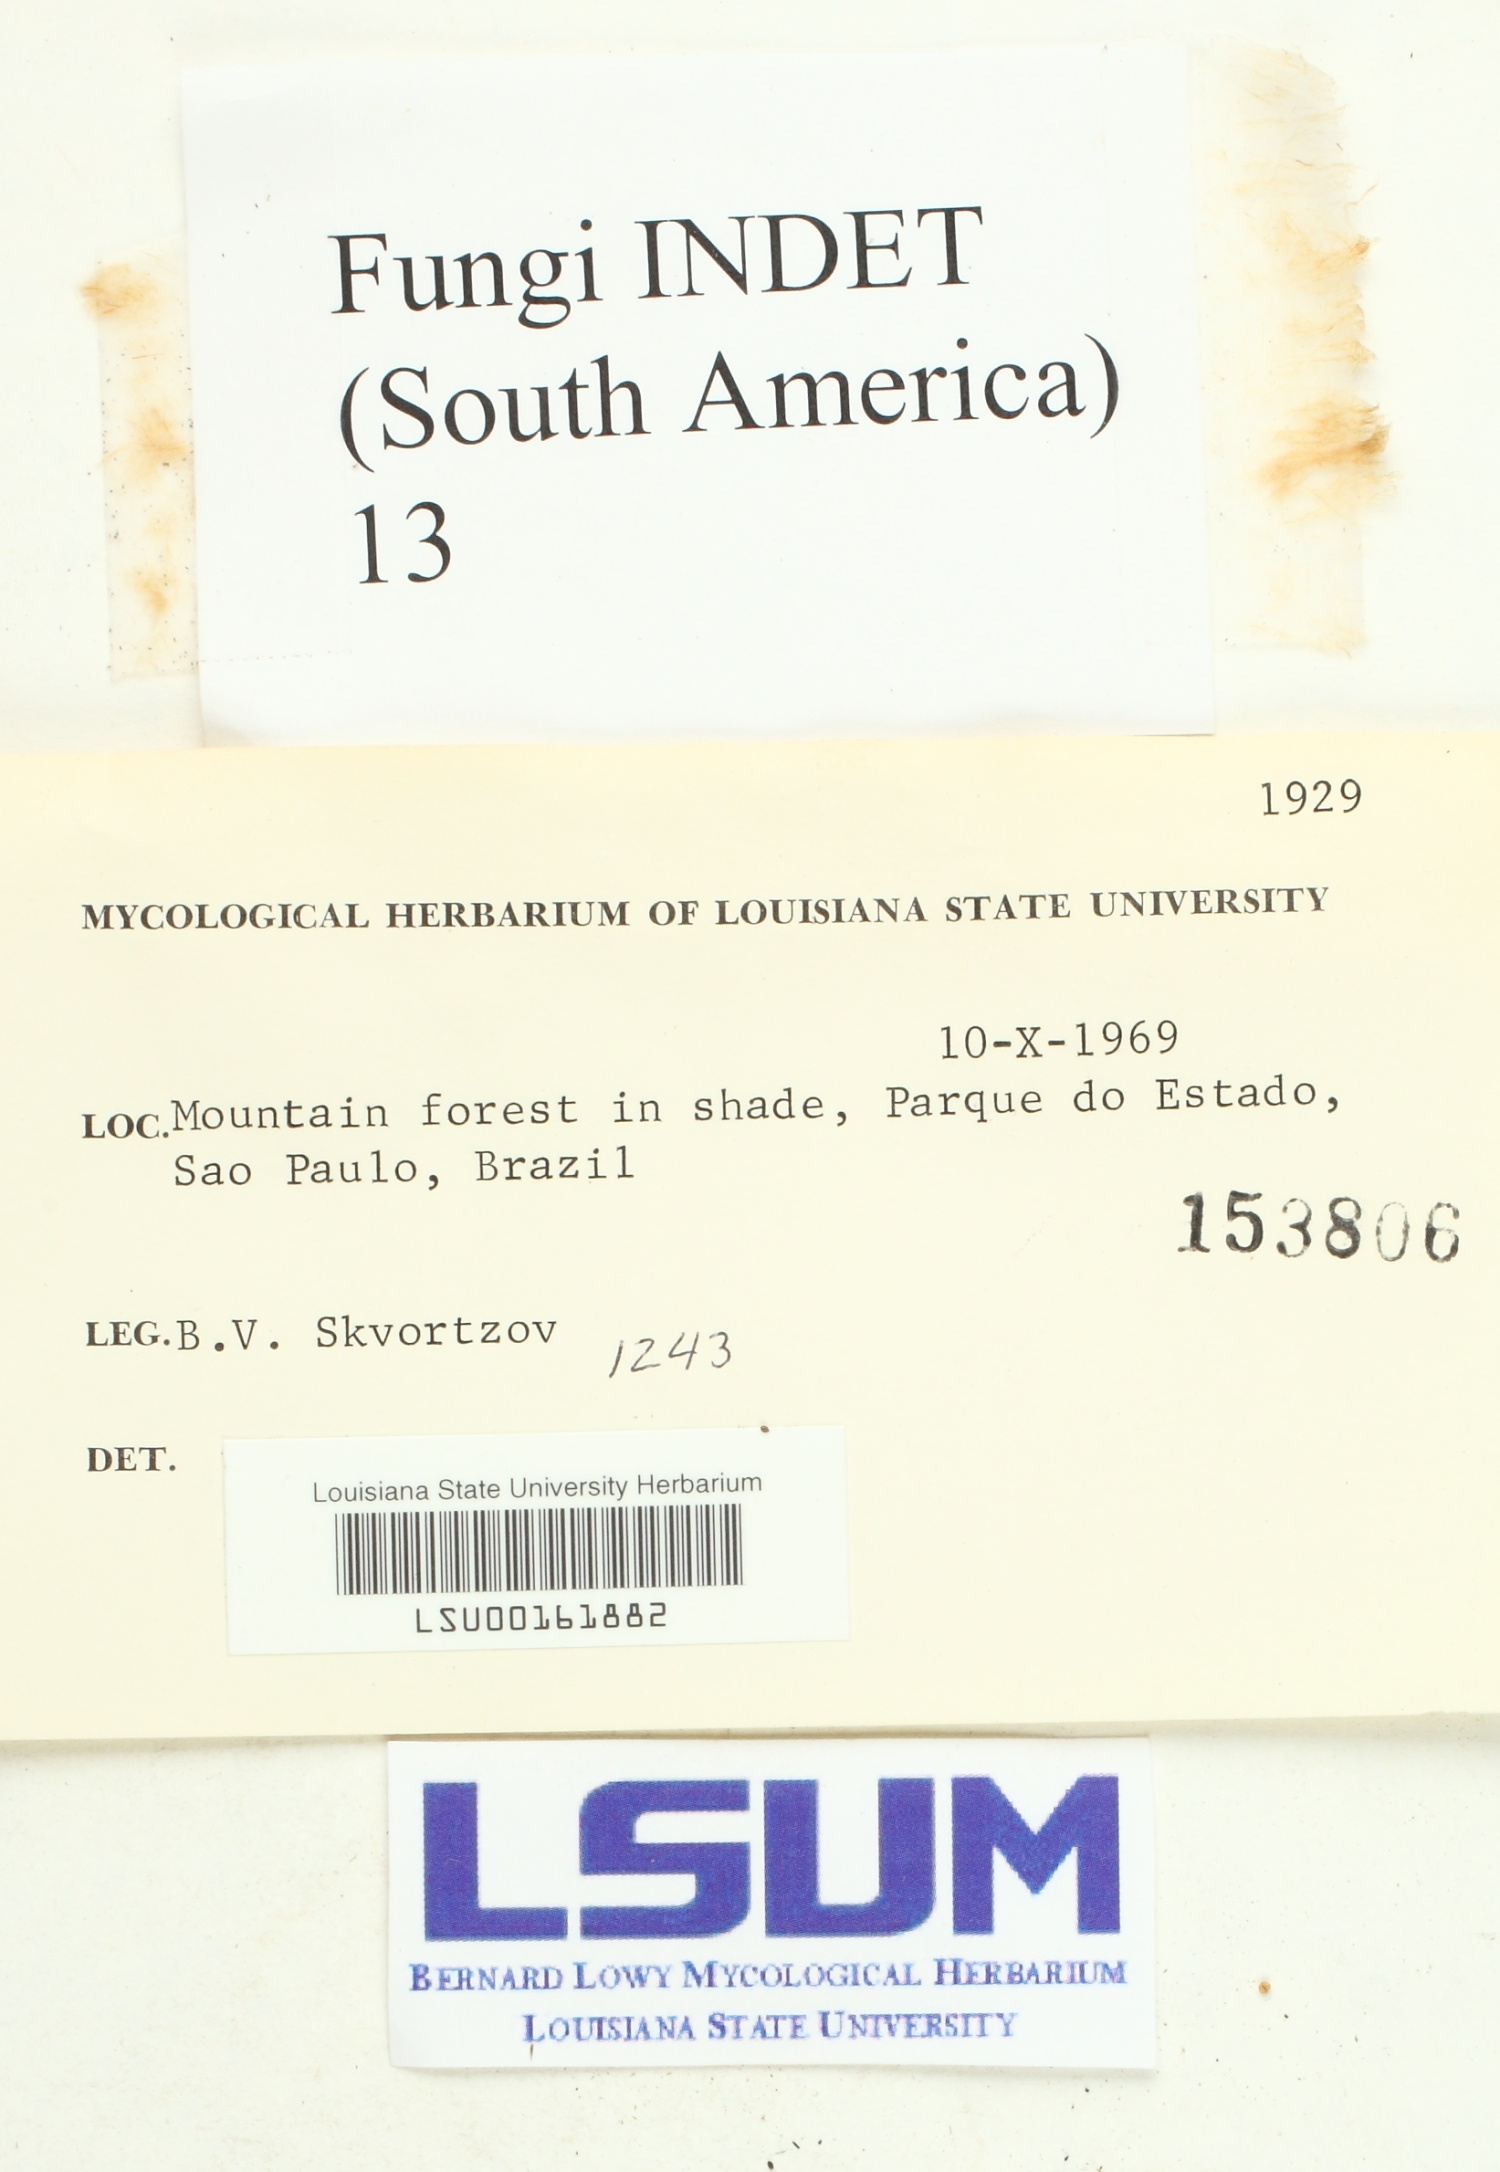 Fungi INDET
(South America)
13
1929
MYCOLOGICAL HERBARIUM OF LOUISIANA STATE UNIVERSITY
10-X-1969
LOC. Mountain forest in shade, Parque do Estado,
Sao Paulo, Brazil
153806
LEG. B.V. Skvortzov 1243
DET.
Louisiana State University Herbarium
LSU00161882
LSUM
BERNARD LOWY MYCOLOGICAL HERBARIUM
LOUISIANA STATE UNIVERSITY